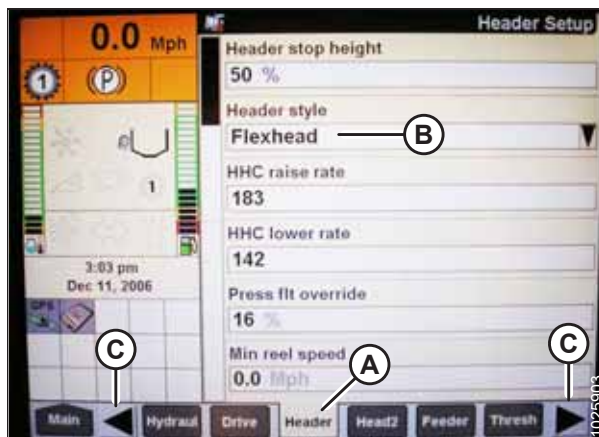 0.0 Mph
Header Setup
1
(P)
Header stop height
50 %
Header style
Flexhead
B
HHC raise rate
183
1
HHC lower rate
142
3:03 pm
Dec 11, 2006
Press flt override
16 %
GPS
Min reel speed
0.0 Mph
C
A
C
Main
Hydraul
Drive
Header
Head2
Feeder
Thresh
1025903